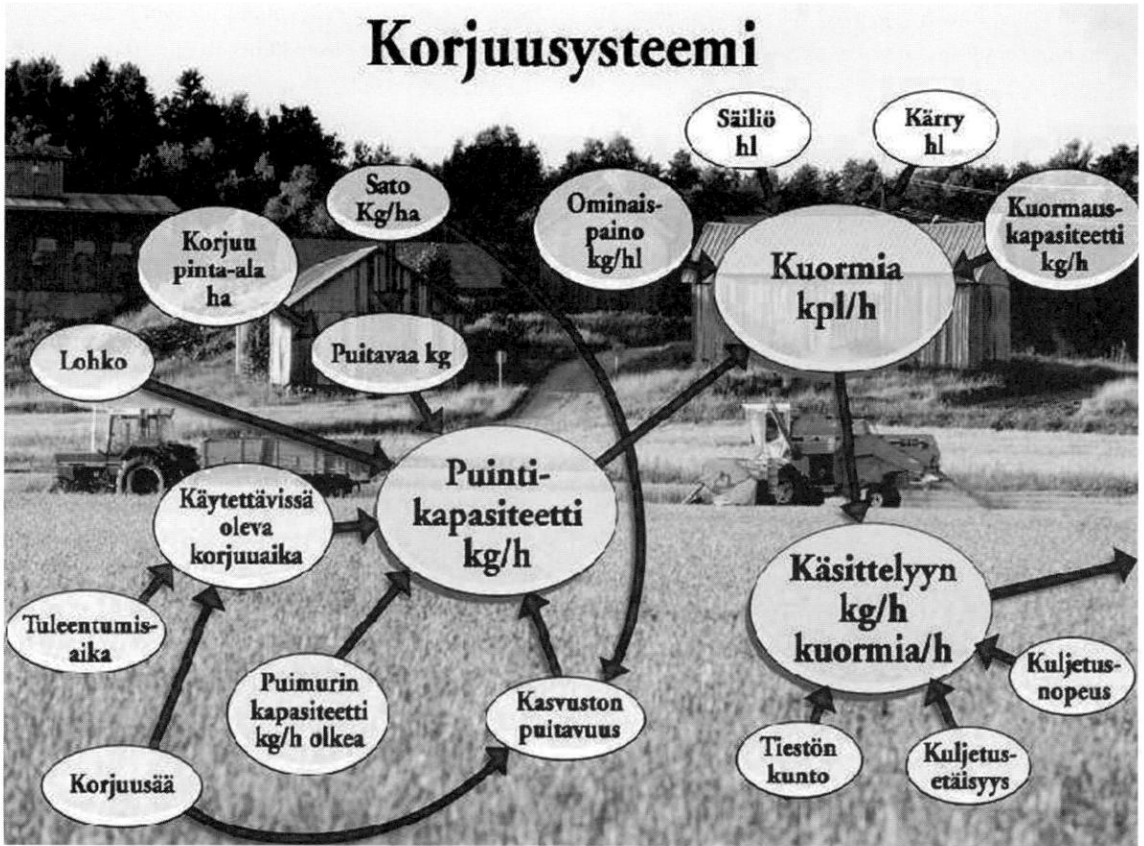 Korjuusysteemi
Säiliö
hl
Kärry
hl
Sato
Kg/ha
Ominais-
paino
kg/hl
Kuormaus-
kapasiteetti
kg/h
Korjuu
pinta-ala
ha
Kuormia
kpl/h
Lohko
Puitavaa kg
Puinti-
kapasiteetti
kg/h
Käytettävissä
oleva
korjuuaika
Käsittelyyn
kg/h
kuormia/h
Tuleentumis-
aika
Puimurin
kapasiteetti
kg/h olkea
Kasvuston
puitavuus
Kuljetus-
nopeus
Tiestön
kunto
Kuljetus-
etäisyys
Korjuusää